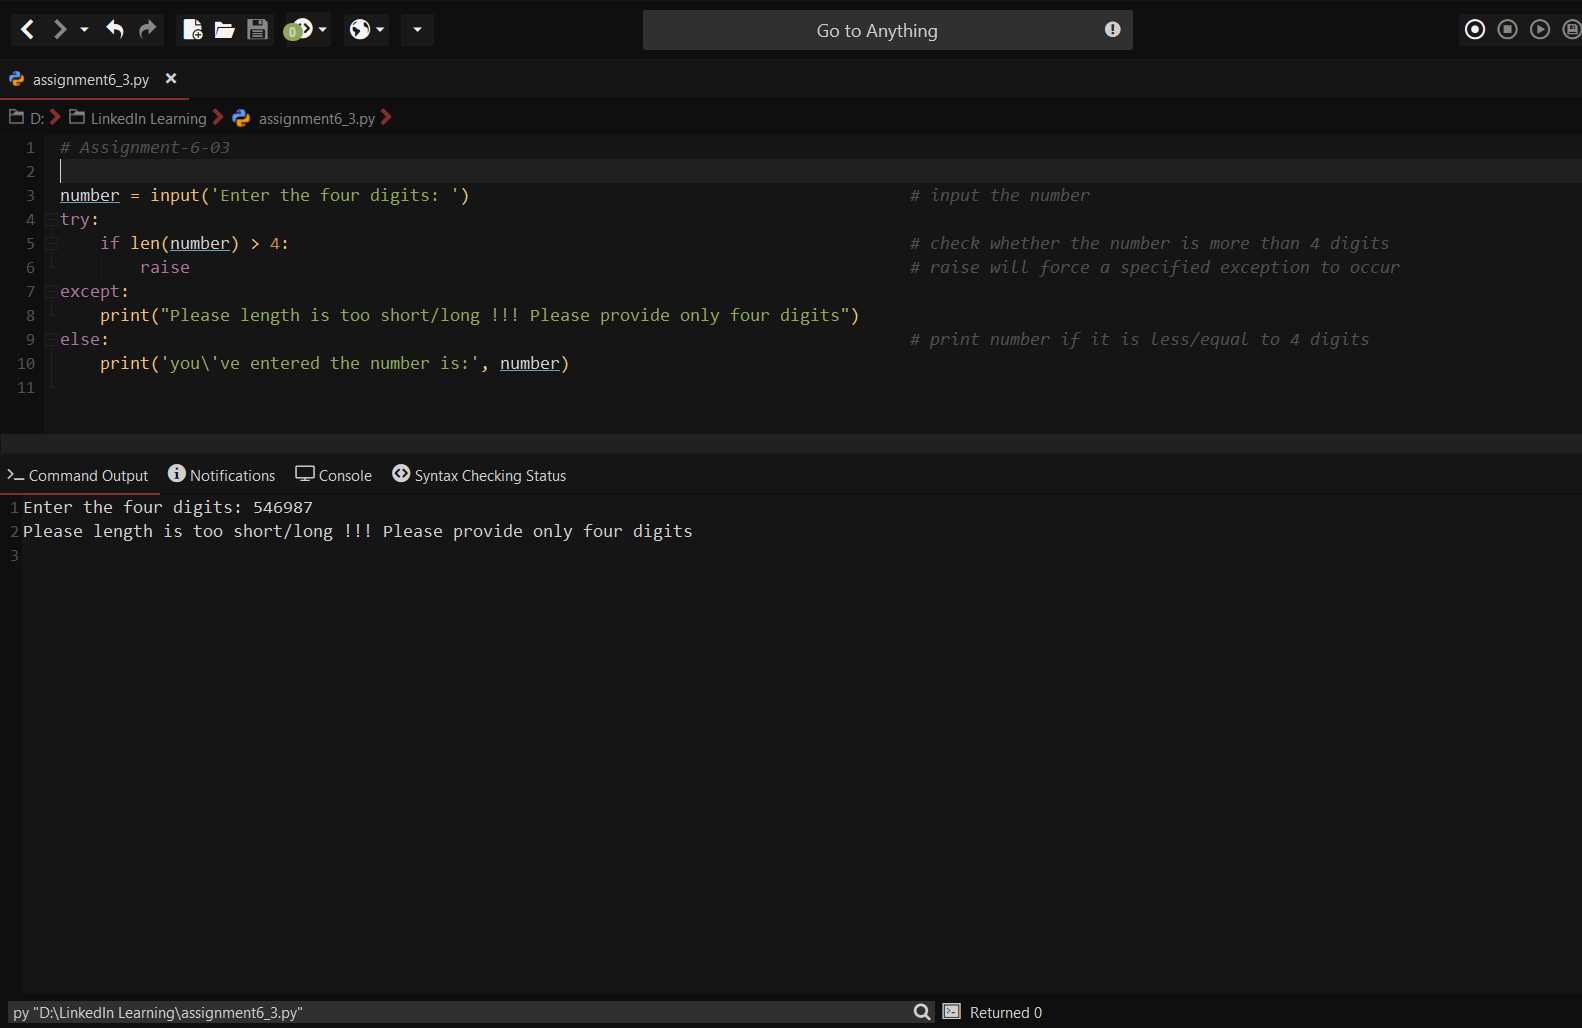 0
Go to Anything
assignment6_3.py
D: LinkedIn Learning assignment6_3.py
1 # Assignment-6-03
2
3 number = input('Enter the four digits: ') # input the number
4 try:
5 if len(number) > 4: # check whether the number is more than 4 digits
6 raise # raise will force a specified exception to occur
7 except:
8 print("Please length is too short/long !!! Please provide only four digits")
9 else: # print number if it is less/equal to 4 digits
10 print('you\'ve entered the number is:', number)
11
Command Output Notifications Console Syntax Checking Status
1 Enter the four digits: 546987
2 Please length is too short/long !!! Please provide only four digits
3
py "D:\LinkedIn Learning\assignment6_3.py" Returned 0